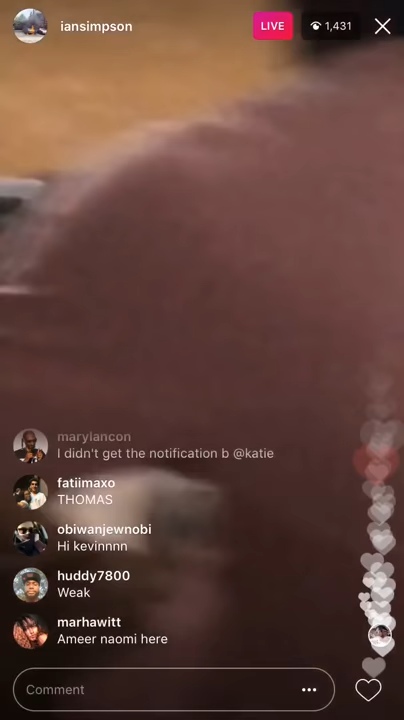 iansimpson
LIVE
1,431
marylancon
I didn't get the notification b @katie
fatiimaxo
THOMAS
obiwanjewnobi
Hi kevinnnn
huddy7800
Weak
marhawitt
Ameer naomi here
Comment